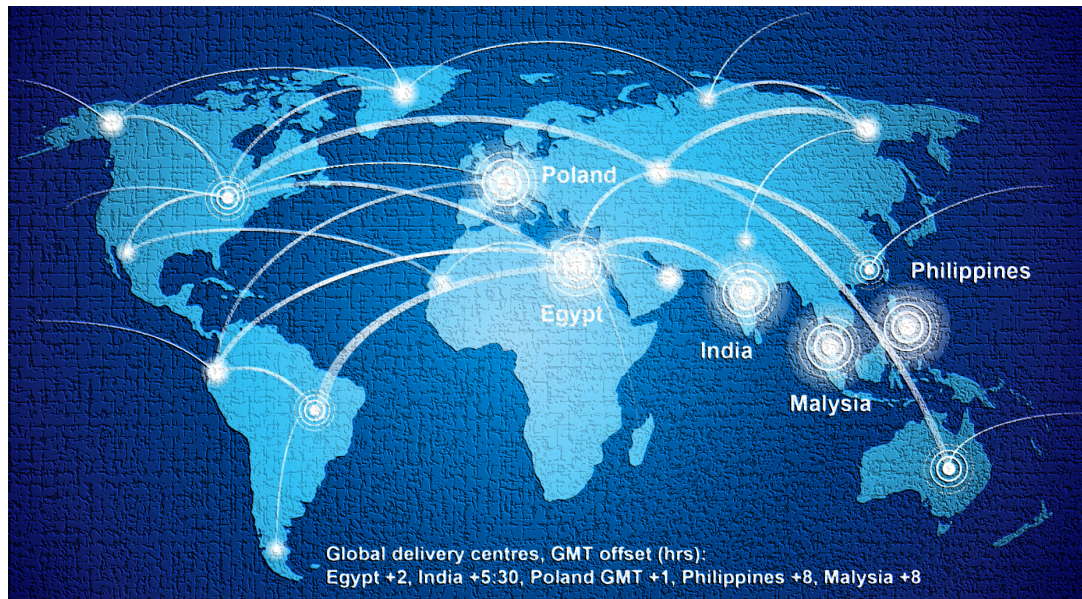 Poland
Philippines
Egypt
India
Malysia
Global delivery centres, GMT offset (hrs):
Egypt +2, India +5:30, Poland GMT +1, Philippines +8, Malysia +8